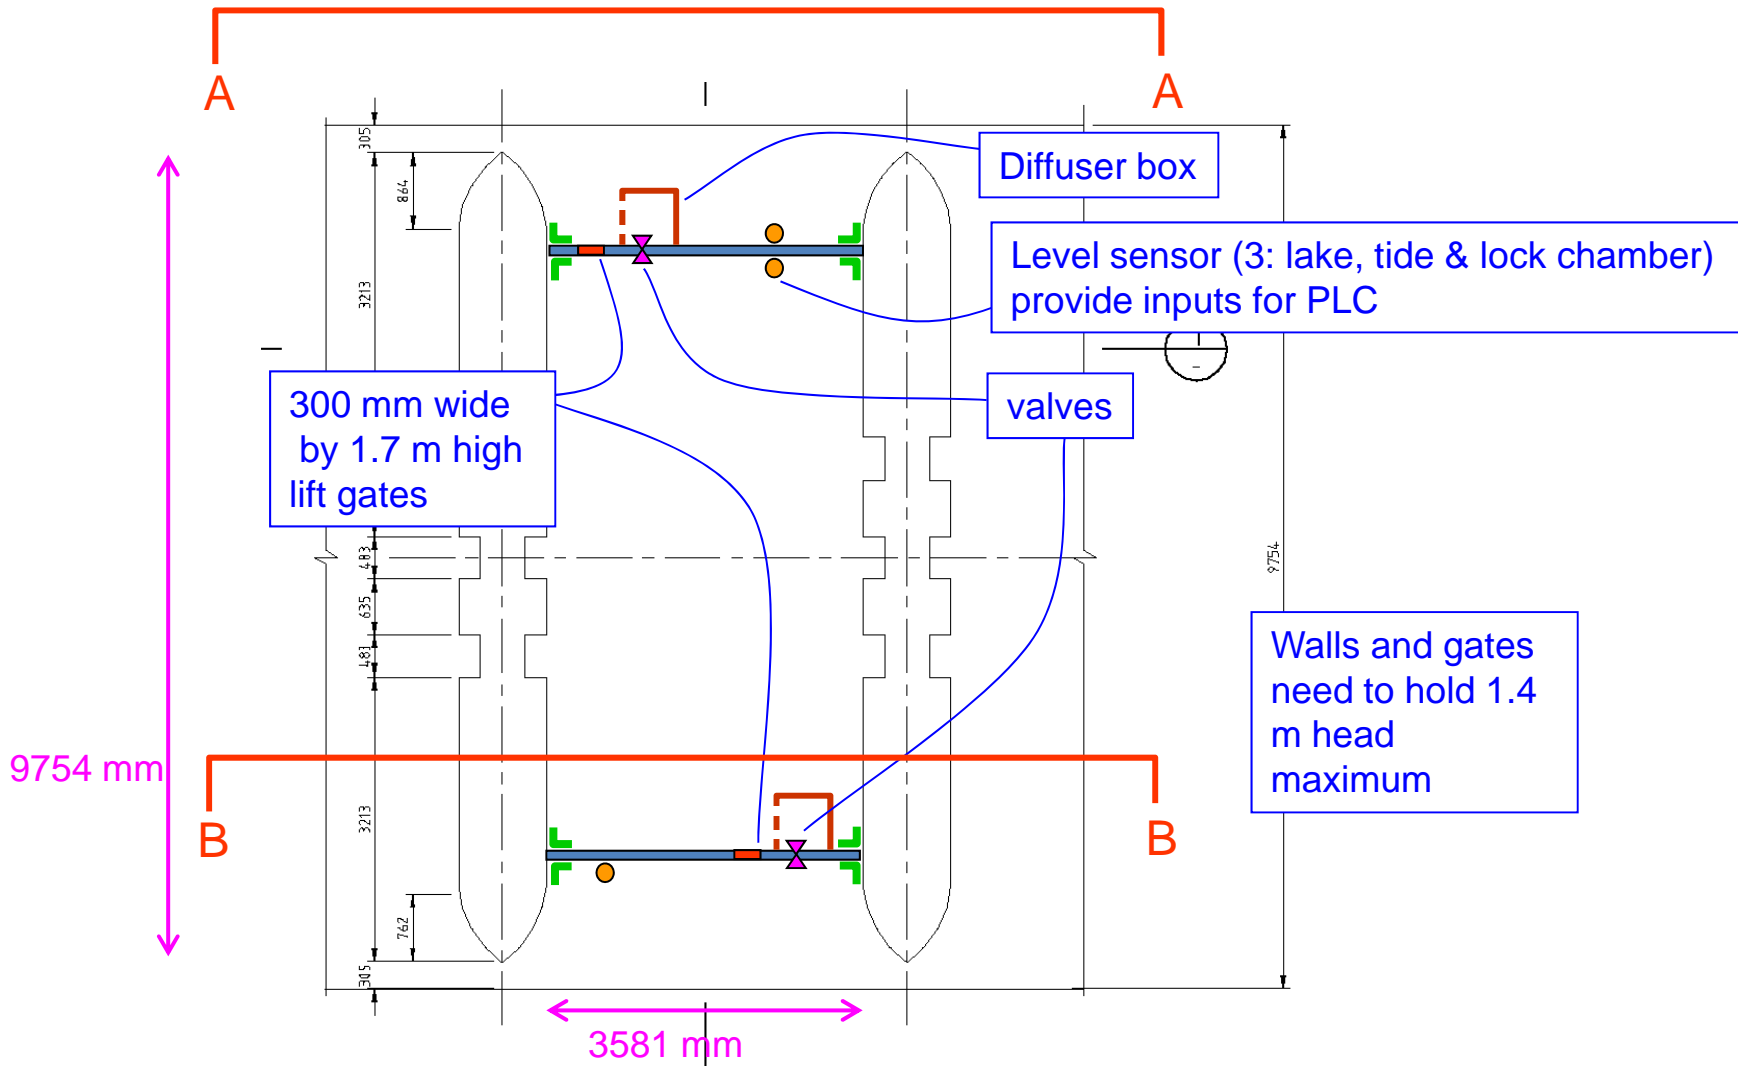 A
A
305
864
Diffuser box
Level sensor (3: lake, tide & lock chamber)
provide inputs for PLC
3213
300 mm wide
by 1.7 m high
lift gates
valves
483
9754
635
Walls and gates
need to hold 1.4
m head
maximum
483
9754 mm
3213
B
B
762
305
3581 mm